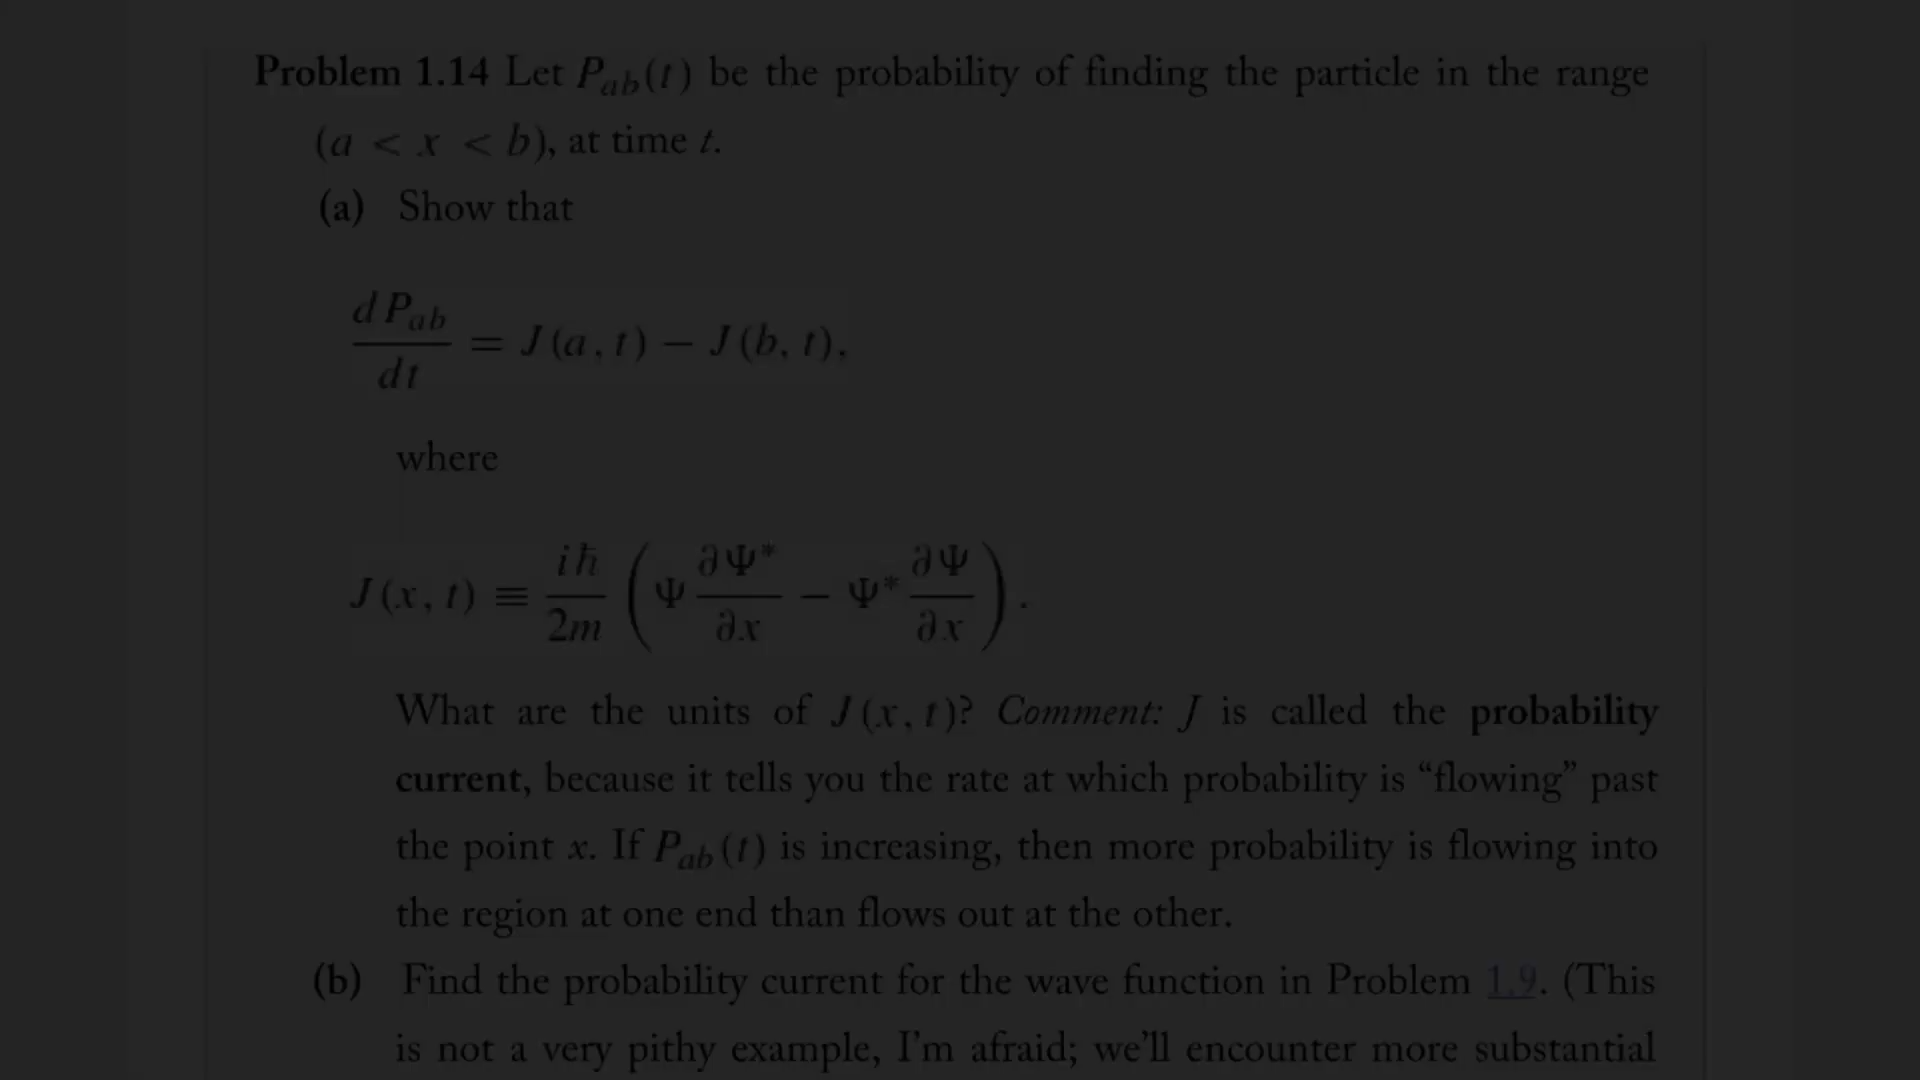 Problem 1.14 Let P_ab(t) be the probability of finding the particle in the range
(a < x < b), at time t.
(a) Show that
dP_ab/dt = J(a, t) − J(b, t),
where
J(x, t) ≡ iħ/2m (Ψ ∂Ψ*/∂x − Ψ* ∂Ψ/∂x).
What are the units of J(x, t)? Comment: J is called the probability
current, because it tells you the rate at which probability is “flowing” past
the point x. If P_ab(t) is increasing, then more probability is flowing into
the region at one end than flows out at the other.
(b) Find the probability current for the wave function in Problem 1.9. (This
is not a very pithy example, I’m afraid; we’ll encounter more substantial